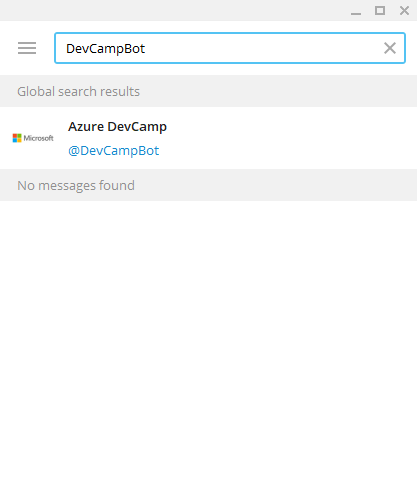 DevCampBot
Global search results
Microsoft
Azure DevCamp
@DevCampBot
No messages found